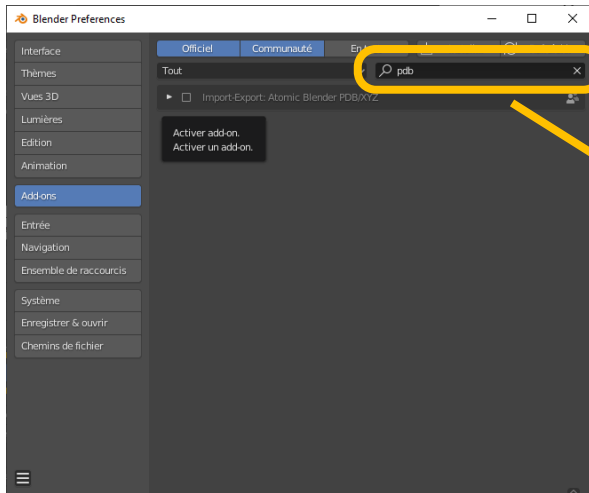 Blender Preferences
Interface
Thèmes
Vues 3D
Lumières
Edition
Animation
Add-ons
Entrée
Navigation
Ensemble de raccourcis
Système
Enregistrer & ouvrir
Chemins de fichier
Officiel
Communauté
Tout
pdb
Import-Export: Atomic Blender PDB/XYZ
Activer add-on.
Activer un add-on.